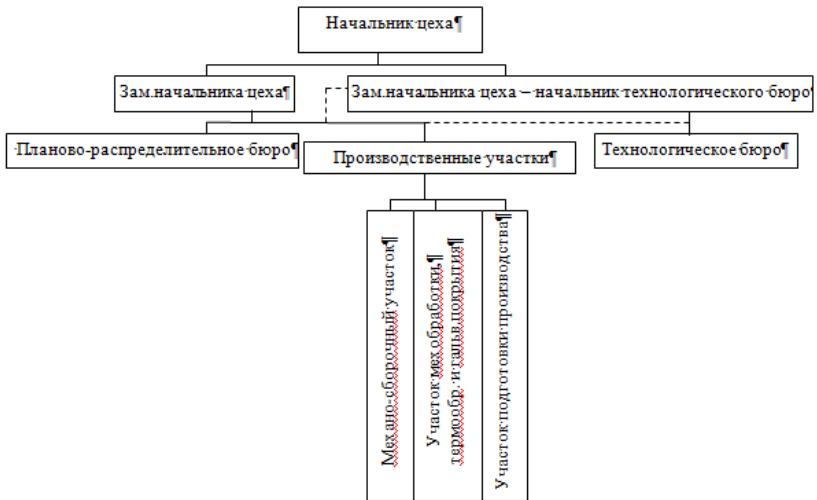 Начальник·цеха¶
Зам.начальника·цеха¶
Зам.начальника·цеха·–·начальник·технологического·бюро
·Планово-распределительное·бюро¶
Производственные·участки¶
Технологическое·бюро¶
Механо-сборочный·участок¶
Участок·мех обработки,¶
термообр.·и·гальв.покрытия¶
Участок·подготовки·производства¶